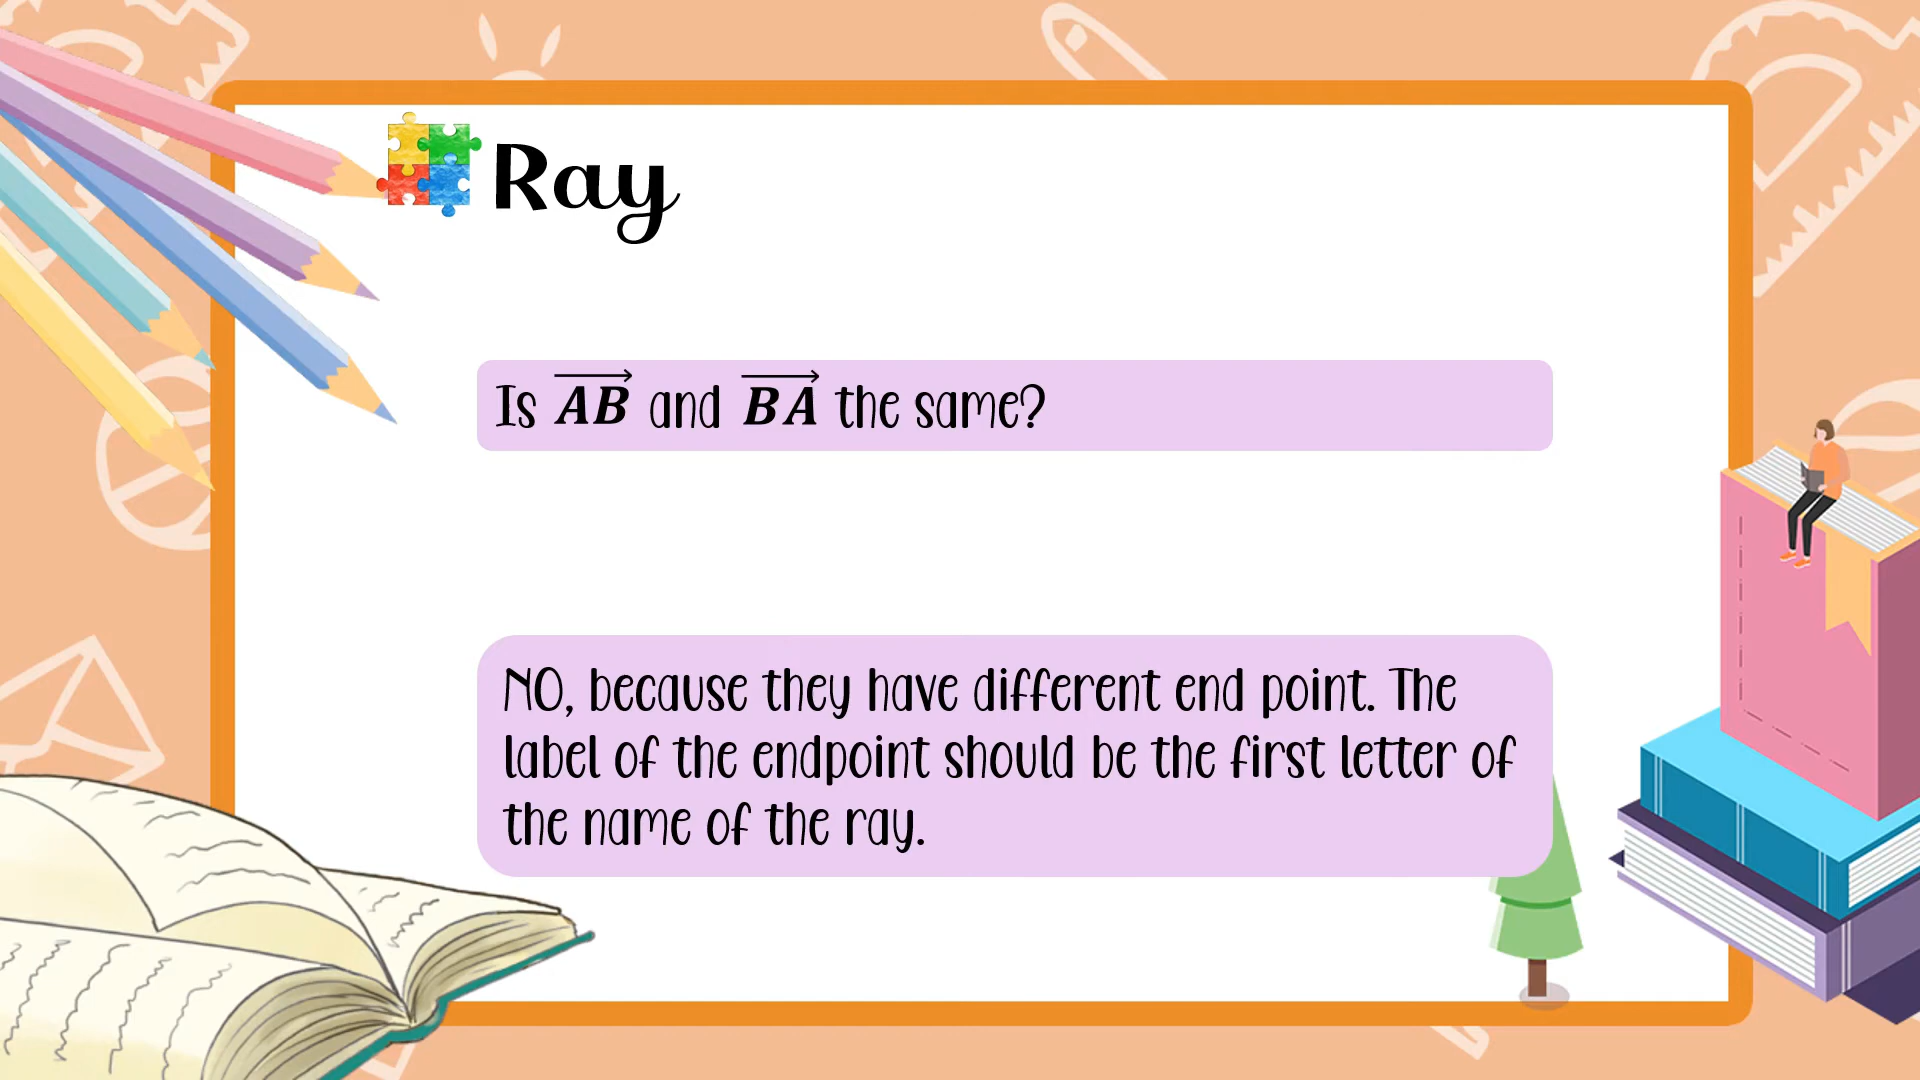 Ray
Is \overrightarrow{AB} and \overrightarrow{BA} the same?
NO, because they have different end point. The
label of the endpoint should be the first letter of
the name of the ray.